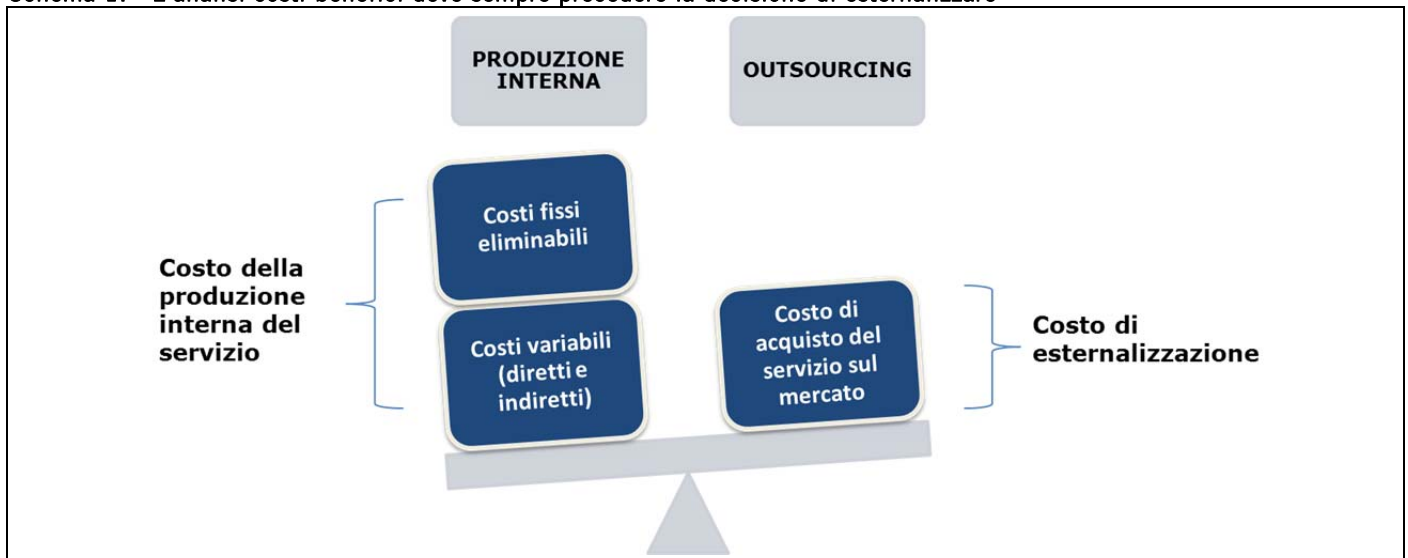 PRODUZIONE
INTERNA
OUTSOURCING
Costi fissi
eliminabili
Costo della
produzione
interna del
servizio
Costi variabili
(diretti e
indiretti)
Costo di
acquisto del
servizio sul
mercato
Costo di
esternalizzazione